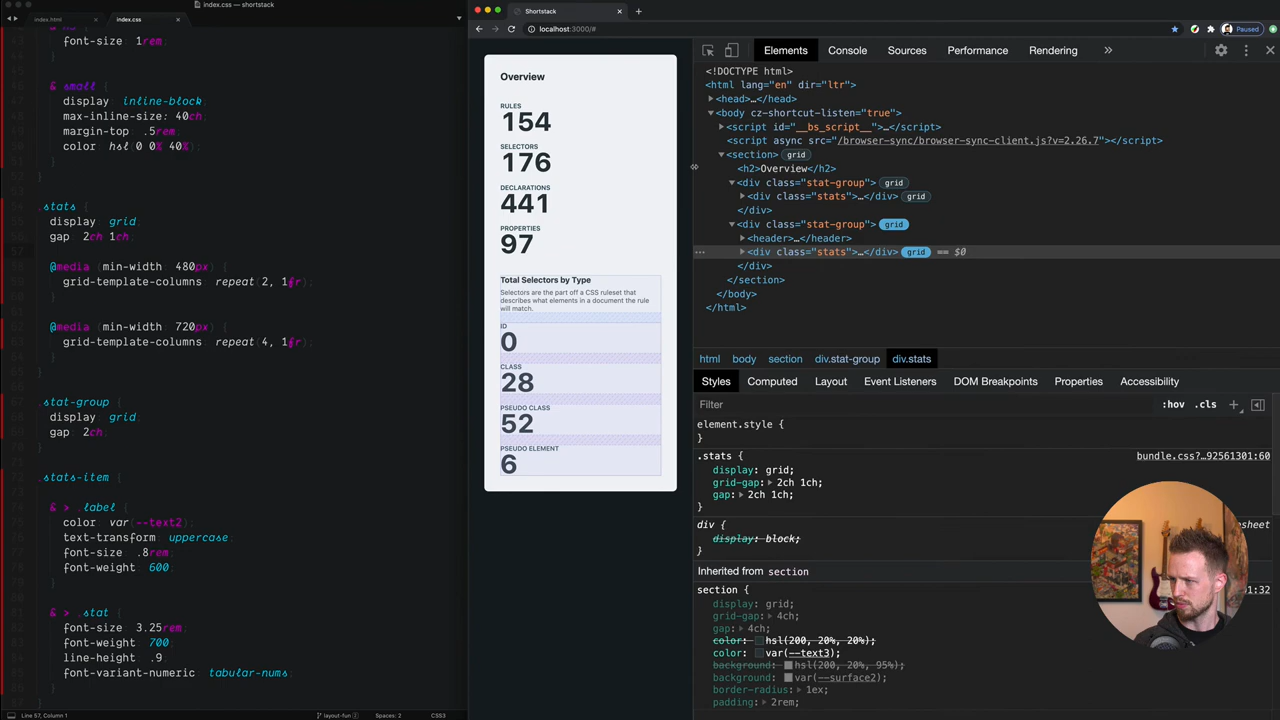 index.css — shortstack
index.html
index.css
font-size 1rem
& small {
display inline-block
max-inline-size: 40ch
margin-top .5rem
color hsl 0 0% 40%
.stats {
display grid
gap 2ch 1ch
@media (min-width 480px) {
grid-template-columns repeat(2, 1fr)
@media (min-width 720px) {
grid-template-columns repeat(4, 1fr)
.stat-group {
display grid
gap 2ch
.stats-item {
& > .label {
color var(--text2)
text-transform uppercase
font-size .8rem
font-weight 600
& > .stat {
font-size 3.25rem
font-weight 700
line-height .9
font-variant-numeric tabular-nums
Line 57, Column 1
layout-fun
Spaces: 2
CSS3
Shortstack
localhost:3000/#
Paused
Overview
RULES
154
SELECTORS
176
DECLARATIONS
441
PROPERTIES
97
Total Selectors by Type
Selectors are the part off a CSS ruleset that
describes what elements in a document the rule
will match.
ID
0
CLASS
28
PSEUDO CLASS
52
PSEUDO ELEMENT
6
Elements Console Sources Performance Rendering »
<!DOCTYPE html>
<html lang="en" dir="ltr">
<head>…</head>
<body cz-shortcut-listen="true">
<script id="__bs_script__">…</script>
<script async src="/browser-sync/browser-sync-client.js?v=2.26.7"></script>
<section> grid
<h2>Overview</h2>
<div class="stat-group"> grid
<div class="stats">…</div> grid
</div>
<div class="stat-group"> grid
<header>…</header>
<div class="stats">…</div> grid == $0
</div>
</section>
</body>
</html>
html body section div.stat-group div.stats
Styles Computed Layout Event Listeners DOM Breakpoints Properties Accessibility
Filter :hov .cls
element.style {
}
.stats { bundle.css?…92561301:60
display: grid;
grid-gap: 2ch 1ch;
gap: 2ch 1ch;
}
div {
display: block;
}
Inherited from section
section {
display: grid;
grid-gap: 4ch;
gap: 4ch;
color: hsl(200, 20%, 20%);
color: var(--text3);
background: hsl(200, 20%, 95%);
background: var(--surface2);
border-radius: 1ex;
padding: 2rem;